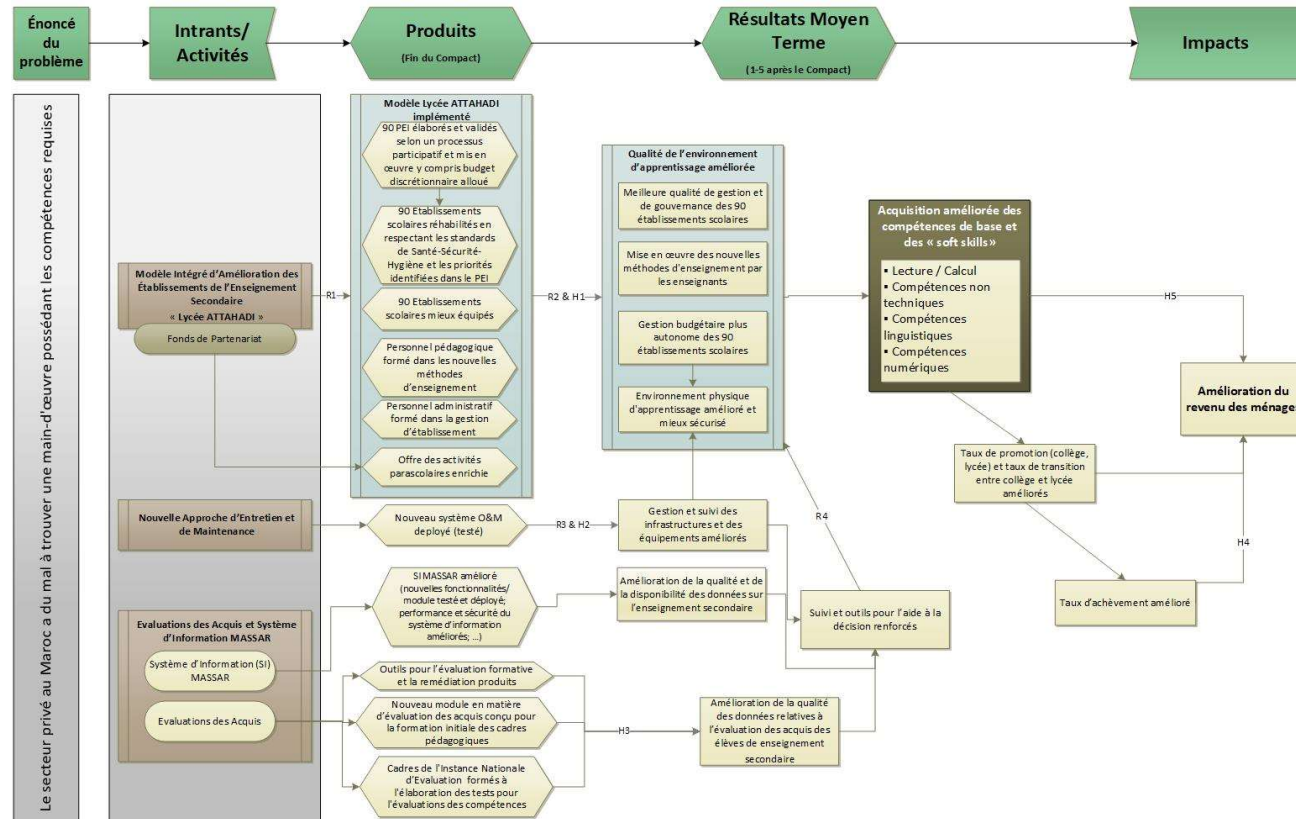 Énoncé
du
problème
Intrants/
Activités
Produits
(Fin du Compact)
Résultats Moyen
Terme
(1-5 après le Compact)
Impacts
Le secteur privé au Maroc a du mal à trouver une main-d'œuvre possédant les compétences requises
Modèle Intégré d'Amélioration des
Établissements de l'Enseignement
Secondaire
« Lycée ATTAHADI »
Fonds de Partenariat
R1
Modèle Lycée ATTAHADI
implémenté
90 PEI élaborés et validés
selon un processus
participatif et mis en
œuvre y compris budget
discrétionnaire alloué
90 Etablissements
scolaires réhabilités en
respectant les standards
de Santé-Sécurité-
Hygiène et les priorités
identifiées dans le PEI
90 Etablissements
scolaires mieux équipés
Personnel pédagogique
formé dans les nouvelles
méthodes
d'enseignement
Personnel administratif
formé dans la gestion
d'établissement
Offre des activités
parascolaires enrichie
R2 & H1
Qualité de l'environnement
d'apprentissage améliorée
Meilleure qualité de gestion et
de gouvernance des 90
établissements scolaires
Mise en œuvre des nouvelles
méthodes d'enseignement par
les enseignants
Gestion budgétaire plus
autonome des 90
établissements scolaires
Environnement physique
d'apprentissage amélioré et
mieux sécurisé
Acquisition améliorée des
compétences de base et
des « soft skills»
▪ Lecture / Calcul
▪ Compétences non
techniques
▪ Compétences
linguistiques
▪ Compétences
numériques
H5
Amélioration du
revenu des ménages
Taux de promotion (collège,
lycée) et taux de transition
entre collège et lycée
améliorés
H4
Taux d'achèvement amélioré
Nouvelle Approche d'Entretien et
de Maintenance
Nouveau système O&M
deployé (testé)
R3 & H2
Gestion et suivi des
infrastructures et des
équipements améliorés
R4
Evaluations des Acquis et Système
d'Information MASSAR
Système d'Information (SI)
MASSAR
Evaluations des Acquis
SI MASSAR amélioré
(nouvelles fonctionnalités/
module testé et déployé;
performance et sécurité du
système d'information
améliorés; ...)
Amélioration de la qualité et de
la disponibilité des données sur
l'enseignement secondaire
Suivi et outils pour l'aide à la
décision renforcés
Outils pour l'évaluation formative
et la remédiation produits
Nouveau module en matière
d'évaluation des acquis conçu pour
la formation initiale des cadres
pédagogiques
Cadres de l'Instance Nationale
d'Evaluation formés à
l'élaboration des tests pour
l'évaluations des compétences
H3
Amélioration de la qualité
des données relatives à
l'évaluation des acquis des
élèves de enseignement
secondaire